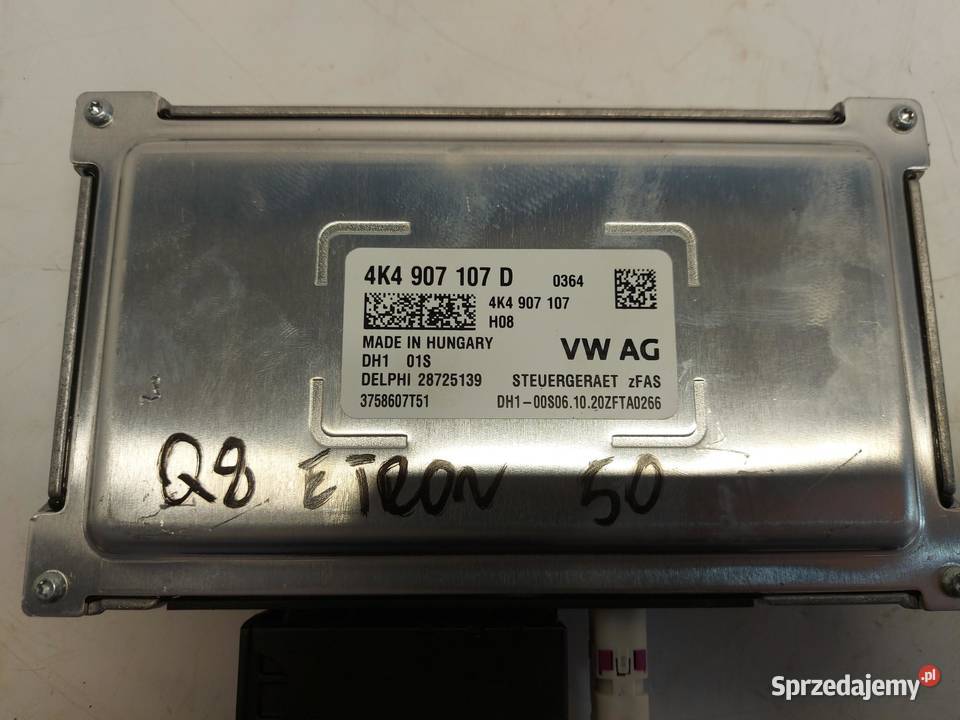 4K4 907 107 D 0364
4K4 907 107
H08
MADE IN HUNGARY
VW AG
DH1 01S
DELPHI 28725139 STEUERGERAET zFAS
3758607T51 DH1-00S06.10.20ZFTA0266
Q8 ETRON 50
Sprzedajemy.pl